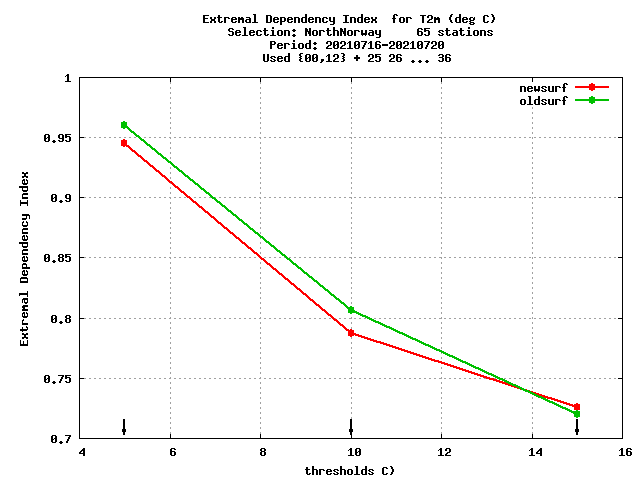 Extremal Dependency Index  for T2m (deg C)
Selection: NorthNorway     65 stations
Period: 20210716-20210720
Used {00,12} + 25 26 ... 36
newsurf
oldsurf
1
0.95
0.9
0.85
0.8
0.75
0.7
Extremal Dependency Index
4 6 8 10 12 14 16
thresholds C)